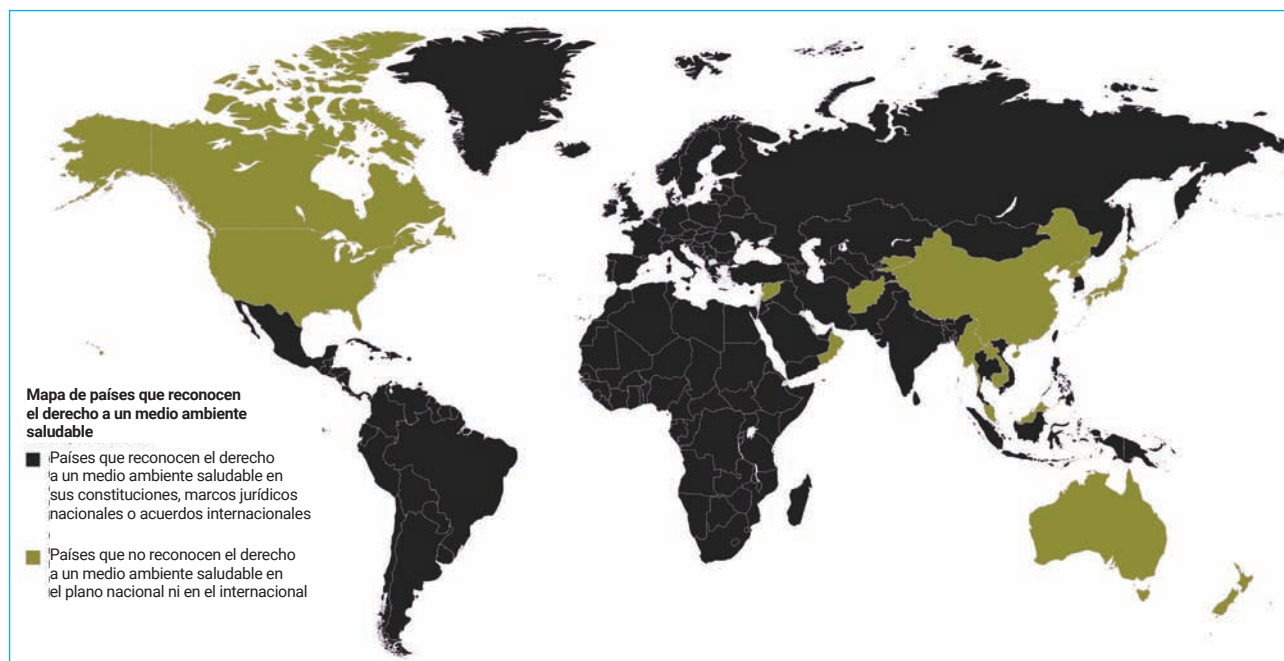 Mapa de países que reconocen
el derecho a un medio ambiente
saludable
Países que reconocen el derecho
a un medio ambiente saludable en
sus constituciones, marcos jurídicos
nacionales o acuerdos internacionales
Países que no reconocen el derecho
a un medio ambiente saludable en
el plano nacional ni en el internacional